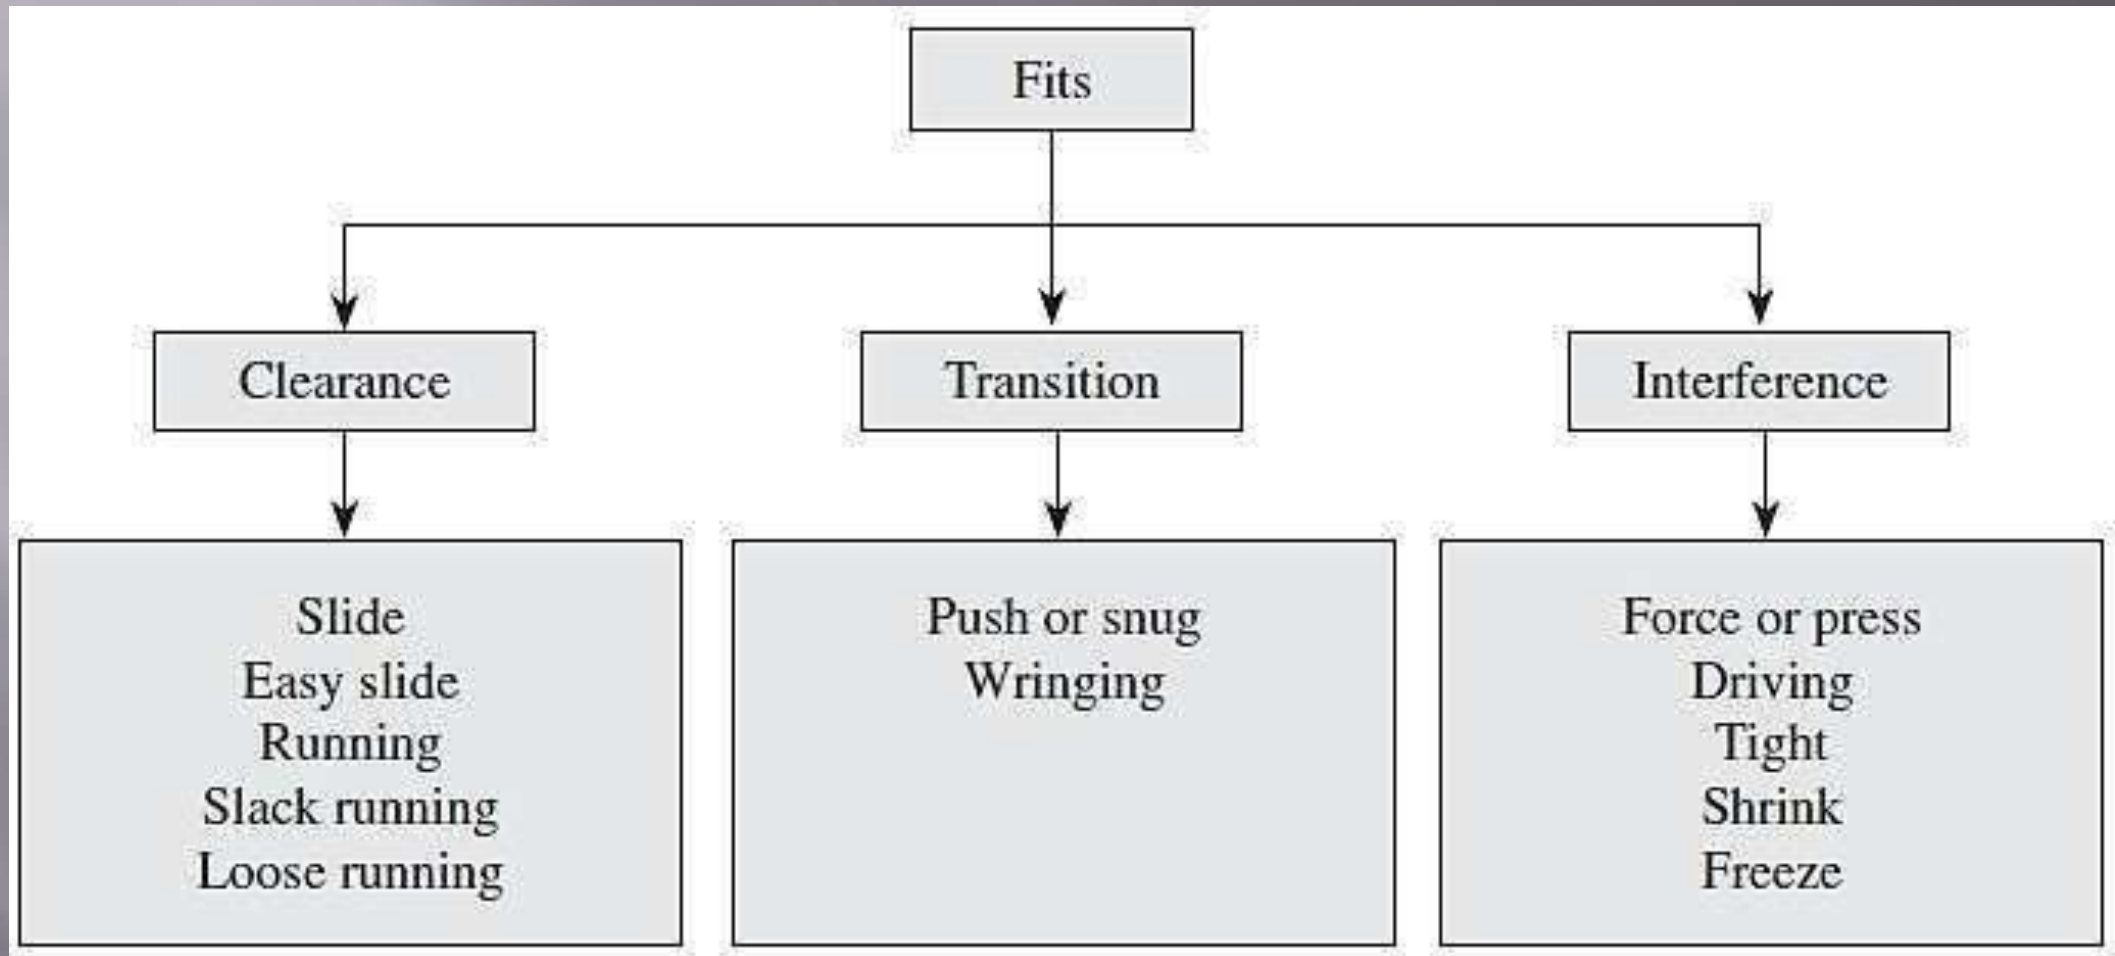 Fits
Clearance
Transition
Interference
Slide
Easy slide
Running
Slack running
Loose running
Push or snug
Wringing
Force or press
Driving
Tight
Shrink
Freeze